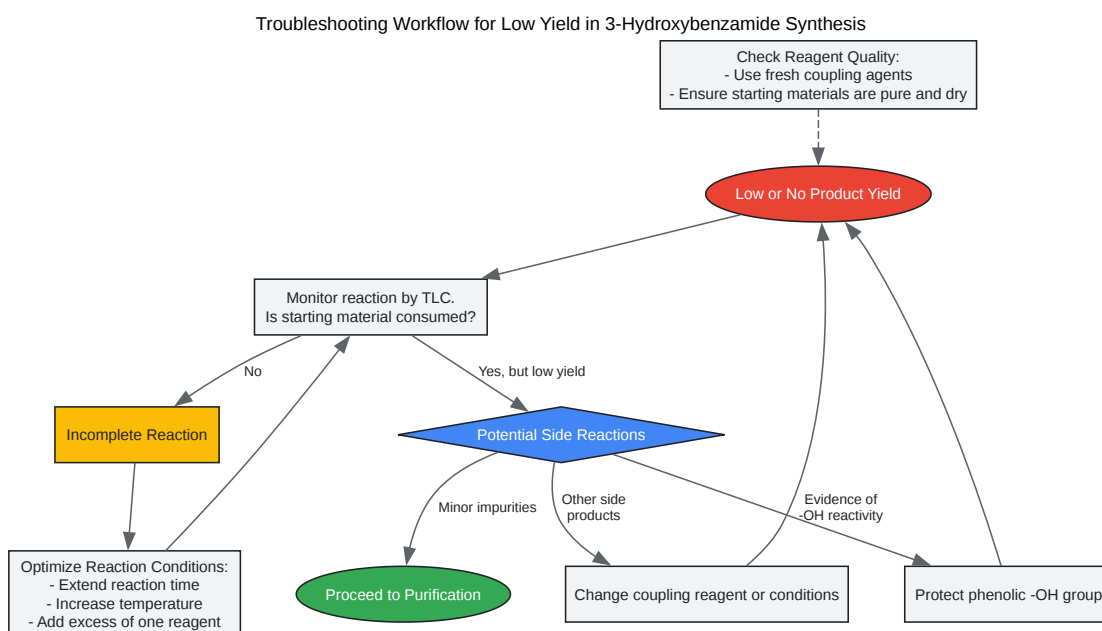 Troubleshooting Workflow for Low Yield in 3-Hydroxybenzamide Synthesis
Check Reagent Quality:
- Use fresh coupling agents
- Ensure starting materials are pure and dry
Low or No Product Yield
Monitor reaction by TLC.
Is starting material consumed?
No
Yes, but low yield
Incomplete Reaction
Potential Side Reactions
Minor impurities
Other side
products
Evidence of
-OH reactivity
Optimize Reaction Conditions:
- Extend reaction time
- Increase temperature
- Add excess of one reagent
Proceed to Purification
Change coupling reagent or conditions
Protect phenolic -OH group